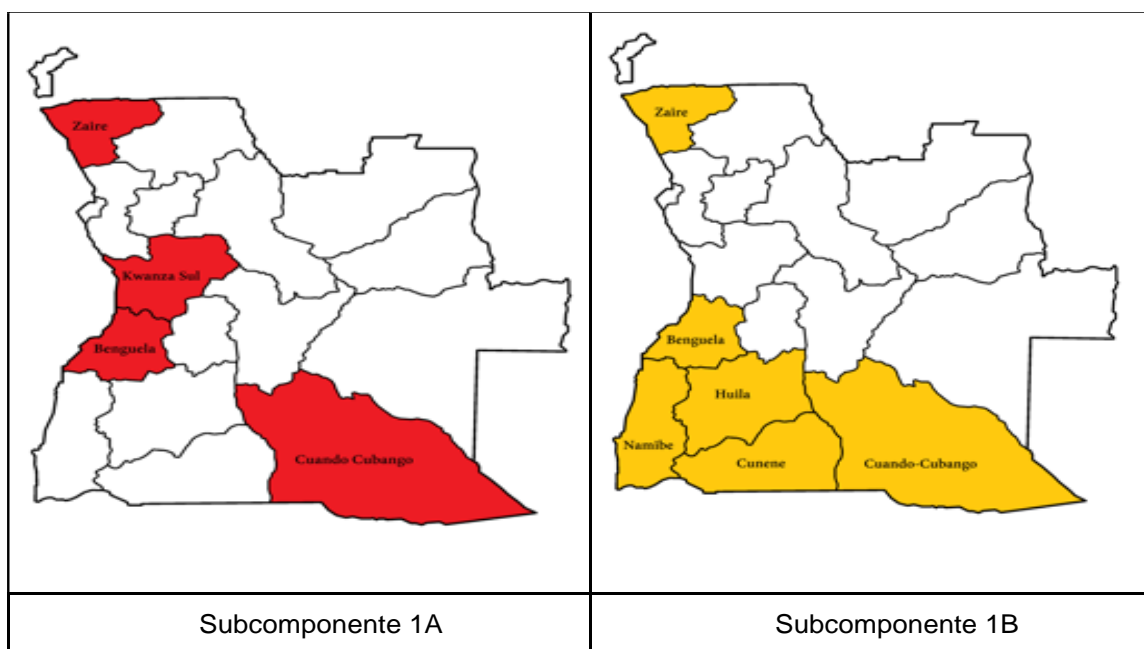 Zaire
Kwanza Sul
Benguela
Cuando Cubango
Zaire
Benguela
Huila
Namibe
Cunene
Cuando-Cubango
Subcomponente 1A
Subcomponente 1B